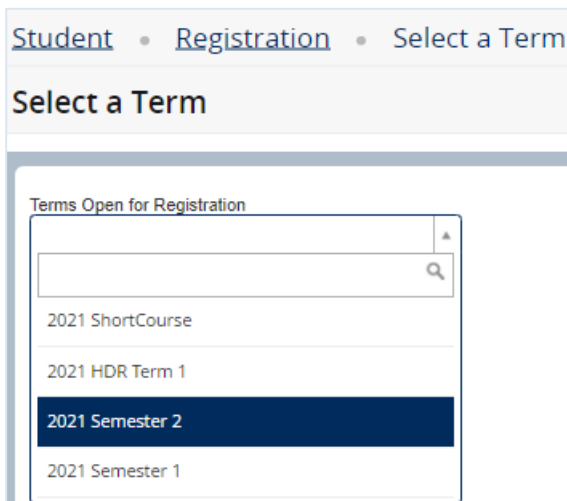 Student • Registration • Select a Term
Select a Term
Terms Open for Registration
2021 ShortCourse
2021 HDR Term 1
2021 Semester 2
2021 Semester 1